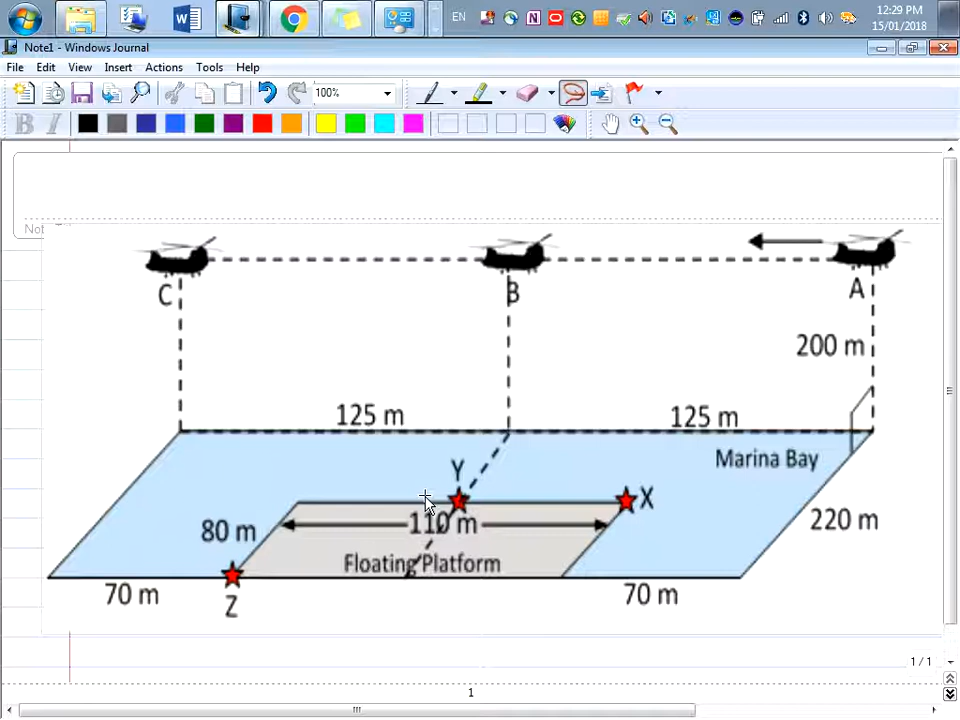 EN
12:29 PM
15/01/2018
Note1 - Windows Journal
File Edit View Insert Actions Tools Help
100%
B I
C
B
A
200 m
125 m
125 m
Marina Bay
Y
X
110 m
80 m
220 m
Floating Platform
70 m
70 m
Z
1 / 1
1